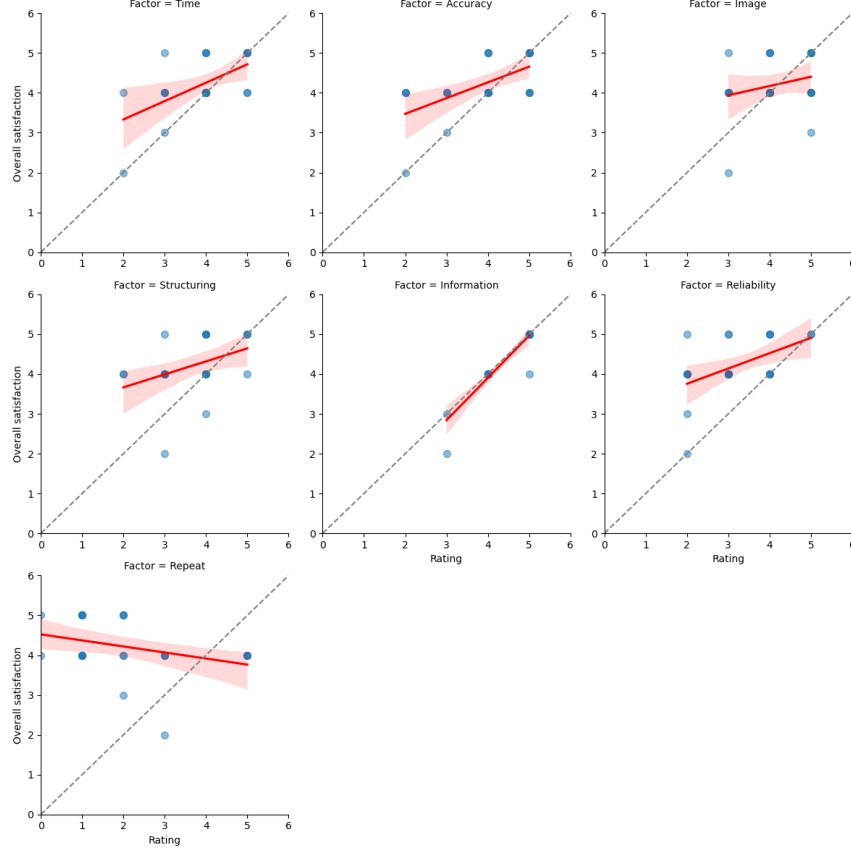 Factor = Time
Factor = Accuracy
Factor = Image
6
5
4
3
2
1
0
Overall satisfaction
0 1 2 3 4 5 6
0 1 2 3 4 5 6
0 1 2 3 4 5 6
Factor = Structuring
Factor = Information
Factor = Reliability
6
5
4
3
2
1
0
Overall satisfaction
0 1 2 3 4 5 6
0 1 2 3 4 5 6
0 1 2 3 4 5 6
Rating
Rating
Factor = Repeat
6
5
4
3
2
1
0
Overall satisfaction
0 1 2 3 4 5 6
Rating